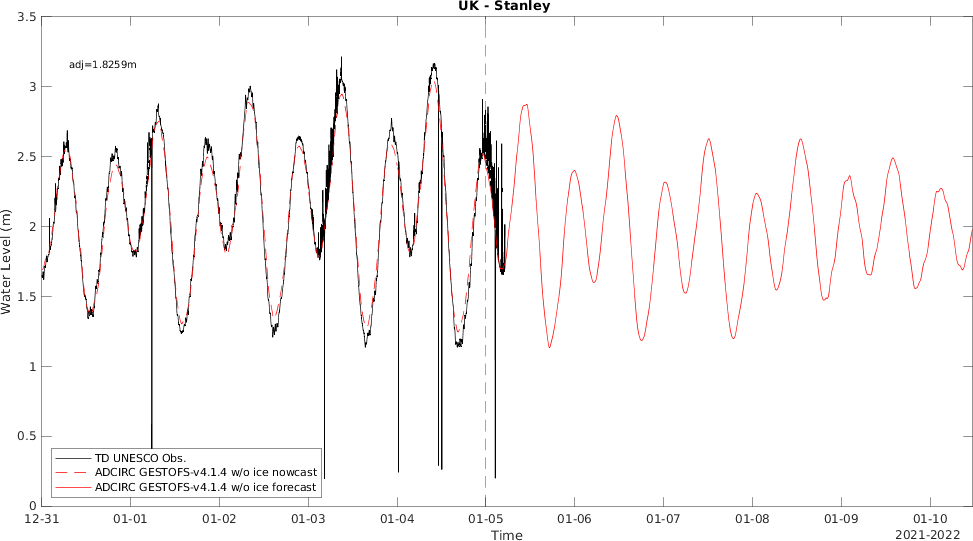 UK - Stanley
adj=1.8259m
Water Level (m)
3.5
3
2.5
2
1.5
1
0.5
0
TD UNESCO Obs.
ADCIRC GESTOFS-v4.1.4 w/o ice nowcast
ADCIRC GESTOFS-v4.1.4 w/o ice forecast
12-31 01-01 01-02 01-03 01-04 01-05 01-06 01-07 01-08 01-09 01-10
Time
2021-2022